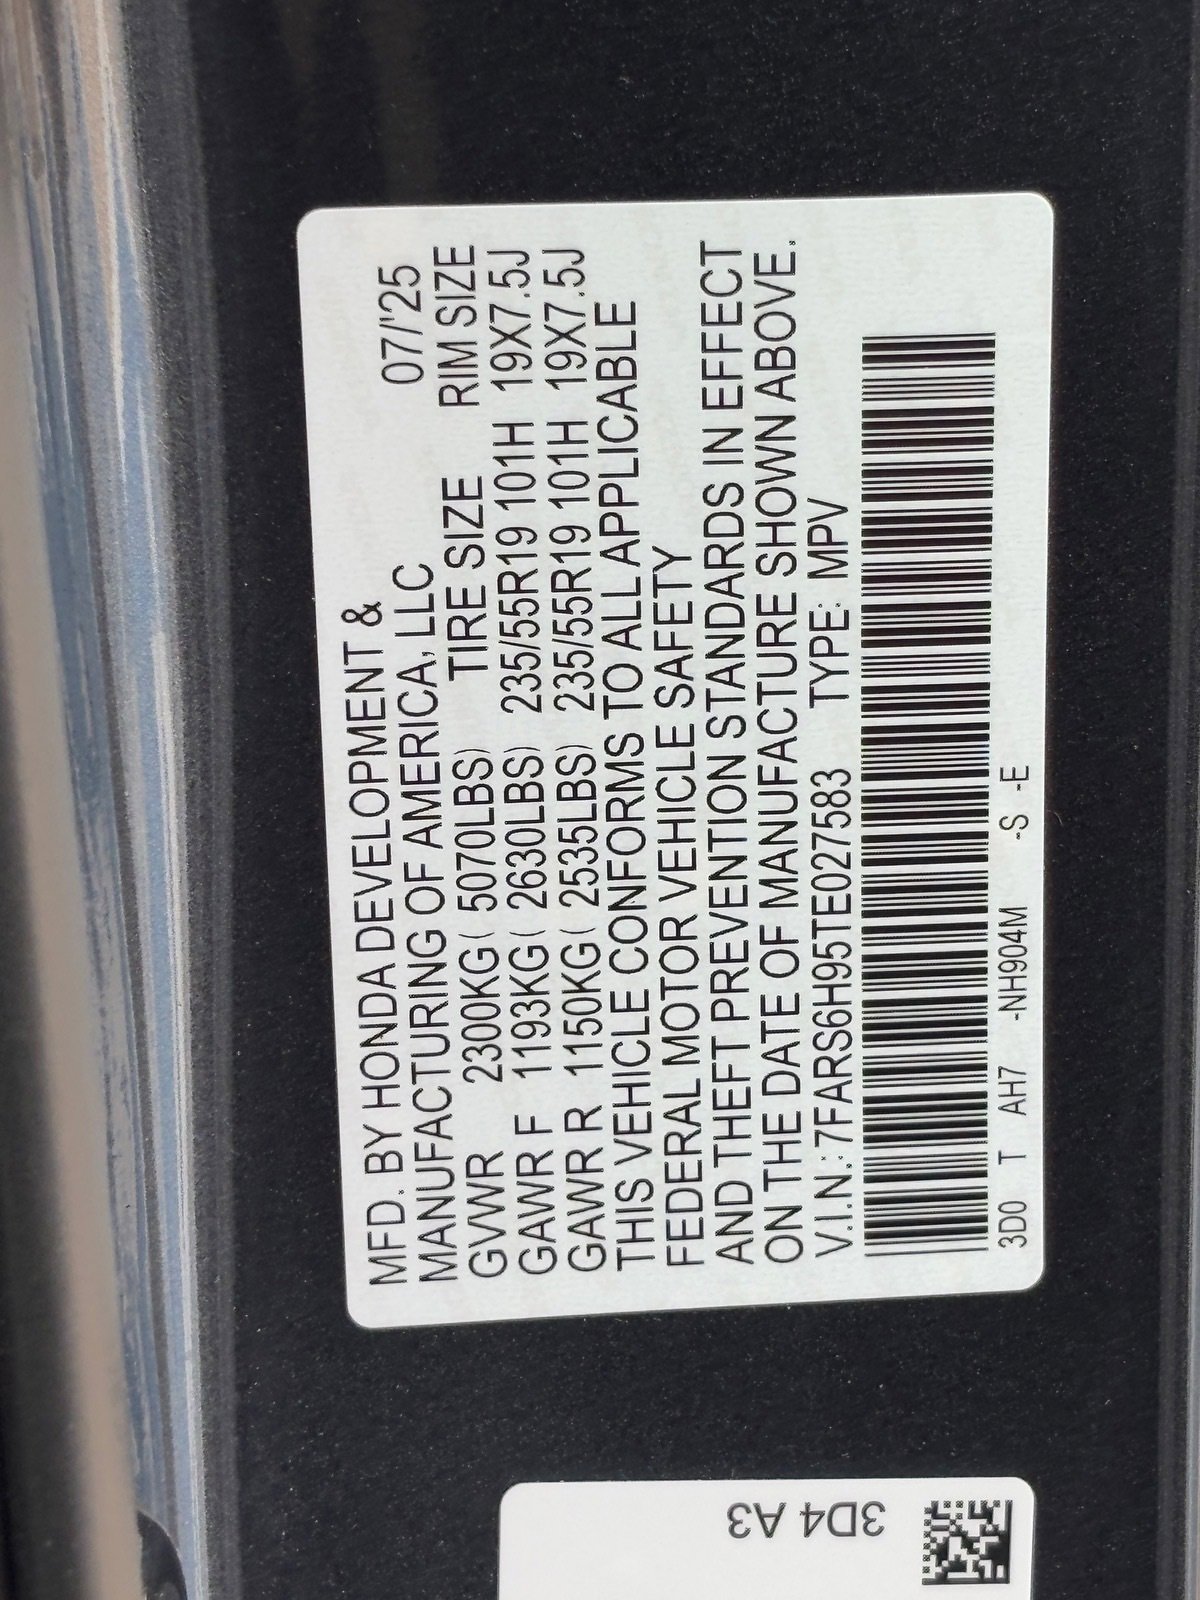 MFD. BY HONDA DEVELOPMENT &
MANUFACTURING OF AMERICA, LLC 07/'25
GVWR 2300KG( 5070LBS) TIRE SIZE RIM SIZE
GAWR F 1193KG( 2630LBS) 235/55R19 101H 19X7.5J
GAWR R 1150KG( 2535LBS) 235/55R19 101H 19X7.5J
THIS VEHICLE CONFORMS TO ALL APPLICABLE
FEDERAL MOTOR VEHICLE SAFETY
AND THEFT PREVENTION STANDARDS IN EFFECT
ON THE DATE OF MANUFACTURE SHOWN ABOVE.
V.I.N.:7FARS6H95TE027583 TYPE: MPV
3D0 .T AH7 -NH904M -S -E
3D4 A3